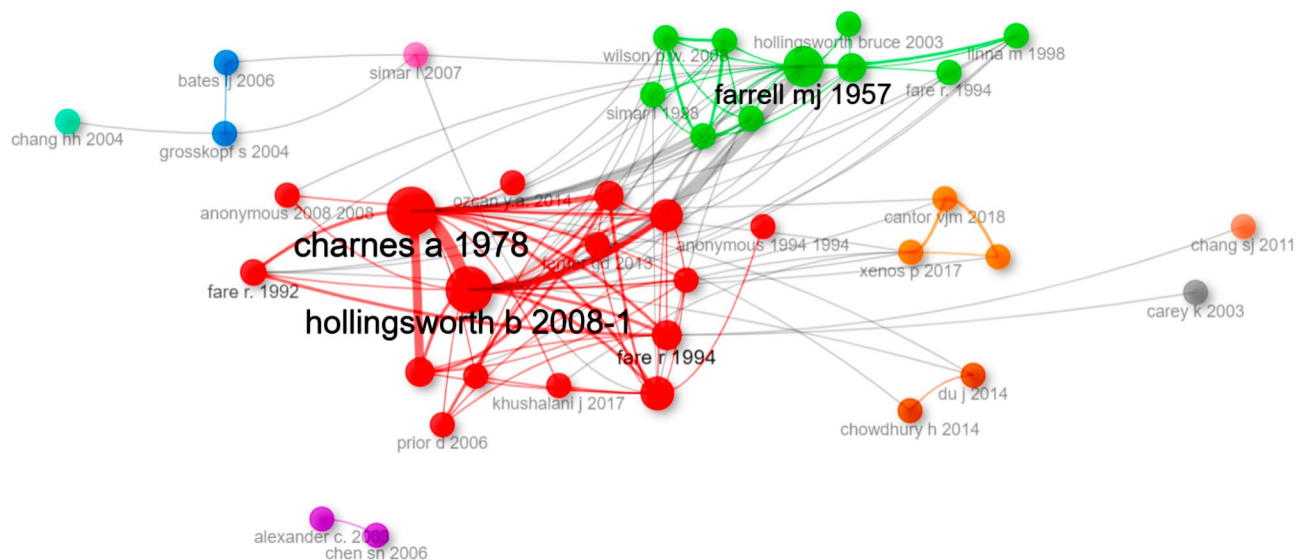 hollingsworth bruce 2003
wilson p.w. 2008
linna m 1998
simar l 2007
bates lj 2006
farrell mj 1957
fare r. 1994
simar l 1998
chang hh 2004
grosskopf s 2004
ozcan y.a. 2014
anonymous 2008 2008
cantor vjm 2018
charnes a 1978
anonymous 1994 1994
chang sj 2011
xenos p 2017
fare r. 1992
carey k 2003
hollingsworth b 2008-1
fare r 1994
du j 2014
khushalani j 2017
chowdhury h 2014
prior d 2006
alexander c. 2003
chen sn 2006